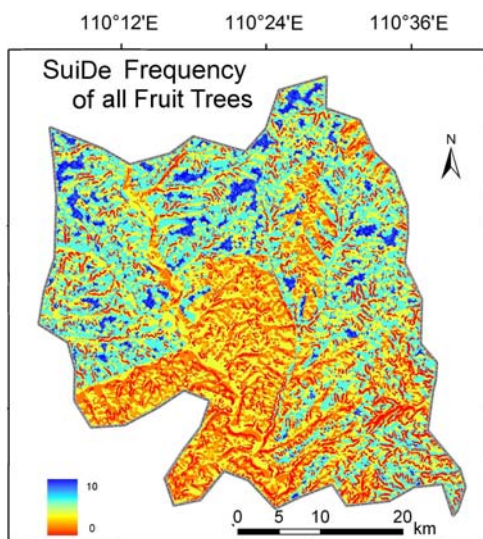 110°12'E 110°24'E 110°36'E
SuiDe Frequency
of all Fruit Trees
N
10
0
0 5 10 20
km